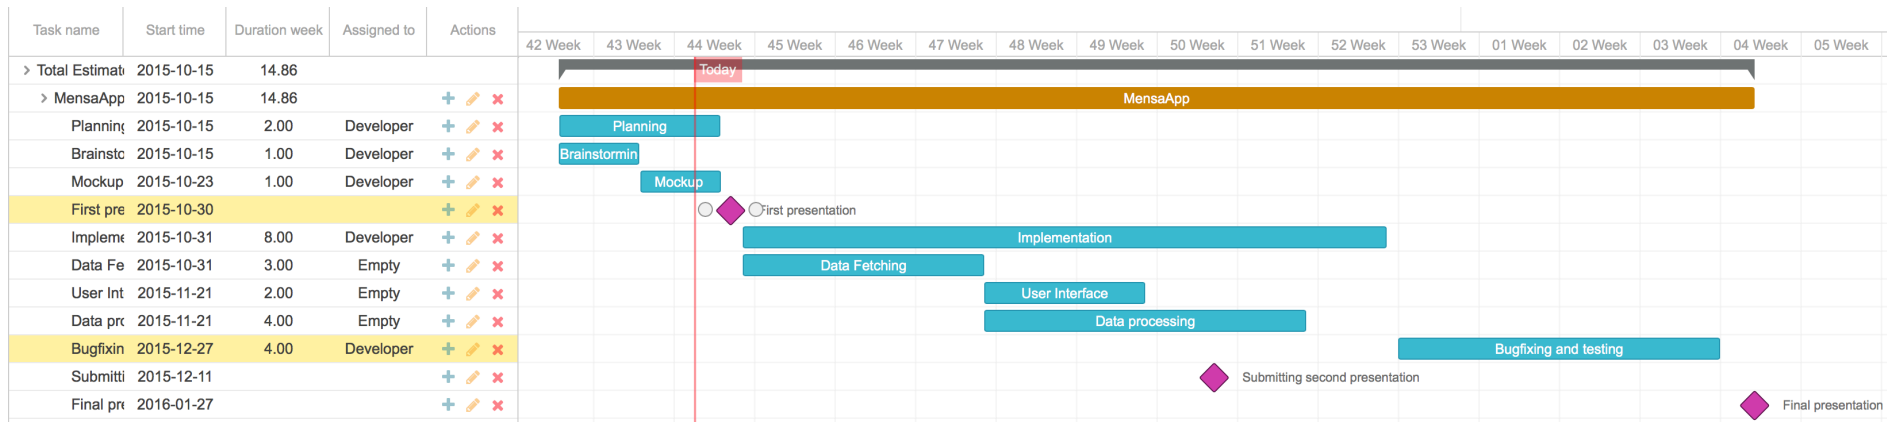 Task name Start time Duration week Assigned to Actions
42 Week 43 Week 44 Week 45 Week 46 Week 47 Week 48 Week 49 Week 50 Week 51 Week 52 Week 53 Week 01 Week 02 Week 03 Week 04 Week 05 Week
Total Estimat 2015-10-15 14.86 Today
MensaApp 2015-10-15 14.86 MensaApp
Planning 2015-10-15 2.00 Developer Planning
Brainsto 2015-10-15 1.00 Developer Brainstormin
Mockup 2015-10-23 1.00 Developer Mockup
First pre 2015-10-30 First presentation
Impleme 2015-10-31 8.00 Developer Implementation
Data Fe 2015-10-31 3.00 Empty Data Fetching
User Int 2015-11-21 2.00 Empty User Interface
Data pro 2015-11-21 4.00 Empty Data processing
Bugfixin 2015-12-27 4.00 Developer Bugfixing and testing
Submitti 2015-12-11 Submitting second presentation
Final pre 2016-01-27 Final presentation